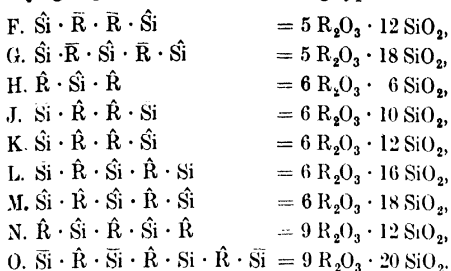 F. Ŝi · R̄ · R̄ · Ŝi = 5 R₂O₃ · 12 SiO₂,
G. Ŝi · R̄ · Ŝi · R̄ · Ŝi = 5 R₂O₃ · 18 SiO₂,
H. R̂ · Ŝi · R̂ = 6 R₂O₃ · 6 SiO₂,
J. Si · R̂ · R̂ · Si = 6 R₂O₃ · 10 SiO₂,
K. Ŝi · R̂ · R̂ · Ŝi = 6 R₂O₃ · 12 SiO₂,
L. Si · R̂ · Ŝi · R̂ · Si = 6 R₂O₃ · 16 SiO₂,
M. Ŝi · R̂ · Ŝi · R̂ · Ŝi = 6 R₂O₃ · 18 SiO₂,
N. R̂ · Ŝi · R̂ · Ŝi · R̂ = 9 R₂O₃ · 12 SiO₂,
O. S̄i · R̂ · S̄i · R̂ · Si · R̂ · S̄i = 9 R₂O₃ · 20 SiO₂.